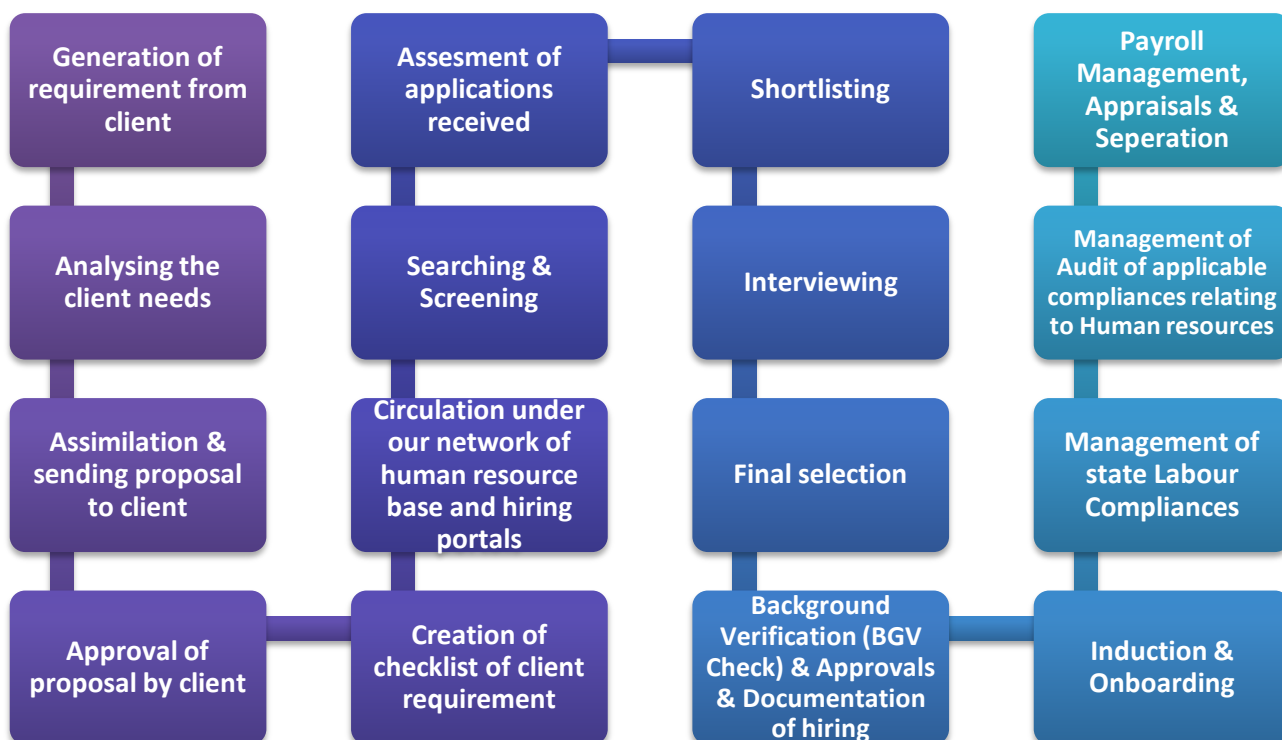 Generation of
requirement from
client
Analysing the
client needs
Assimilation &
sending proposal
to client
Approval of
proposal by client
Creation of
checklist of client
requirement
Circulation under
our network of
human resource
base and hiring
portals
Searching &
Screening
Assesment of
applications
received
Shortlisting
Interviewing
Final selection
Background
Verification (BGV
Check) & Approvals
& Documentation
of hiring
Induction &
Onboarding
Management of
state Labour
Compliances
Management of
Audit of applicable
compliances relating
to Human resources
Payroll
Management,
Appraisals &
Seperation